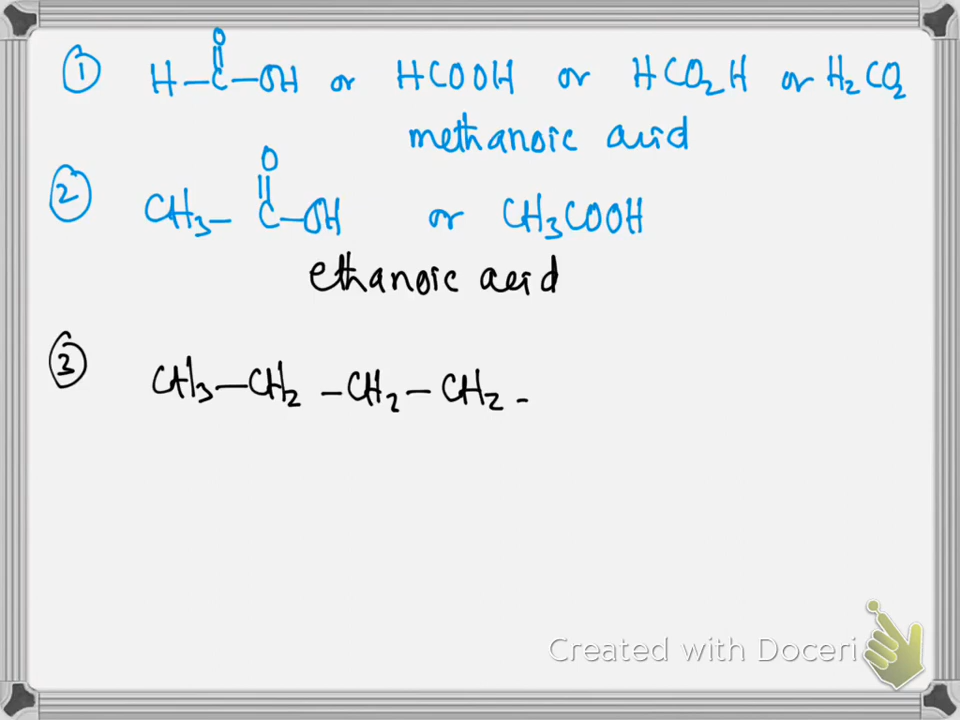 ① H-C(=O)-OH or HCOOH or HCO₂H or H₂CO₂
methanoic acid
② CH₃-C(=O)-OH or CH₃COOH
ethanoic acid
③ CH₃-CH₂-CH₂-CH₂-
Created with Doceri